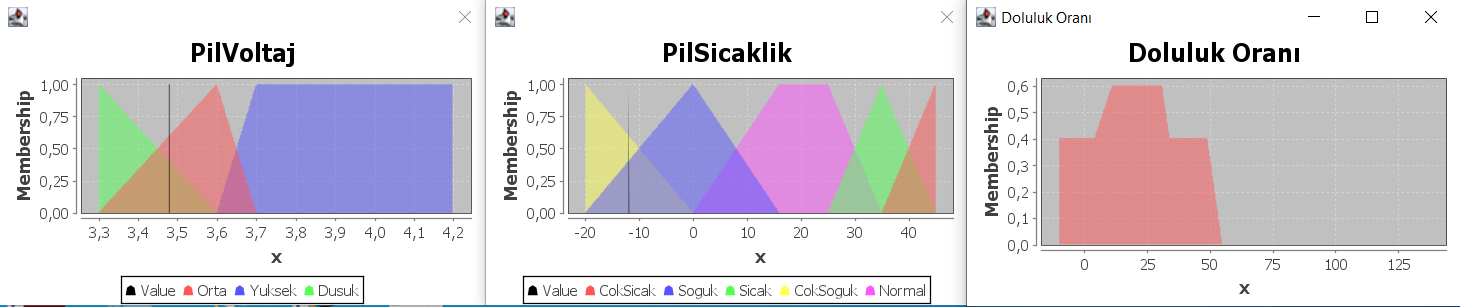 Doluluk Oranı
PilVoltaj
PilSicaklik
Doluluk Oranı
Membership
1,00
0,75
0,50
0,25
0,00
3,3 3,4 3,5 3,6 3,7 3,8 3,9 4,0 4,1 4,2
x
Value Orta Yuksek Dusuk
Membership
1,00
0,75
0,50
0,25
0,00
-20 -10 0 10 20 30 40
x
Value CokSicak Soguk Sicak CokSoguk Normal
Membership
0,6
0,5
0,4
0,3
0,2
0,1
0,0
0 25 50 75 100 125
x